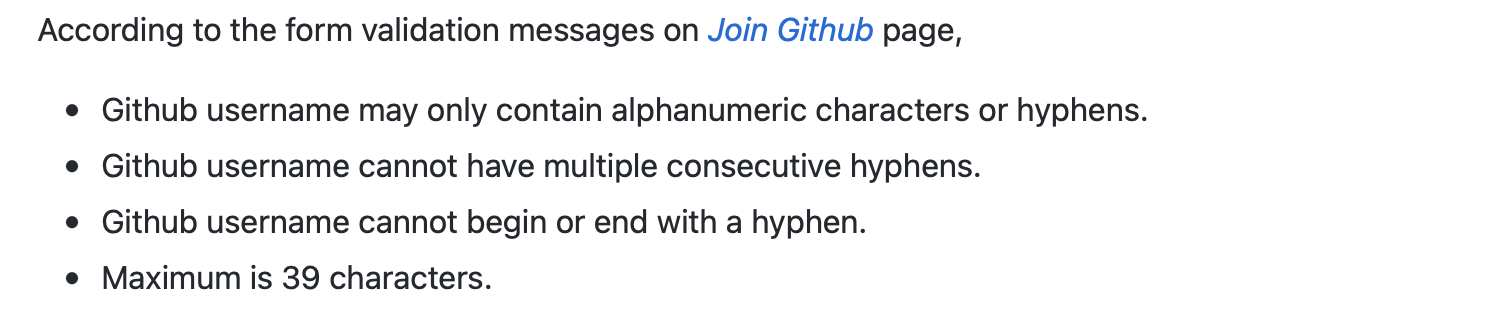 According to the form validation messages on Join Github page,
• Github username may only contain alphanumeric characters or hyphens.
• Github username cannot have multiple consecutive hyphens.
• Github username cannot begin or end with a hyphen.
• Maximum is 39 characters.